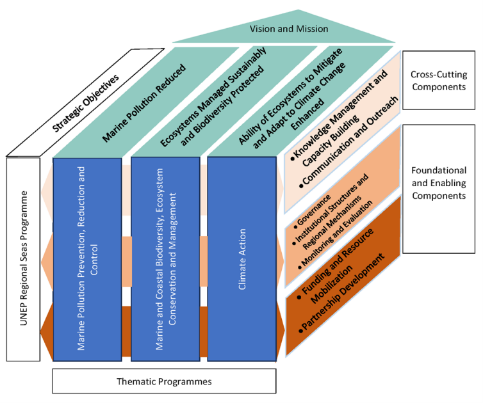 Vision and Mission
Strategic Objectives
Marine Pollution Reduced
Ecosystems Managed Sustainably
and Biodiversity Protected
Ability of Ecosystems to Mitigate
and Adapt to Climate Change
Enhanced
Cross-Cutting
Components
•Knowledge Management and
Capacity Building
•Communication and Outreach
Foundational
and Enabling
Components
•Governance
•Institutional Structures and
Regional Mechanisms
•Monitoring and Evaluation
•Funding and Resource
Mobilization
•Partnership Development
UNEP Regional Seas Programme
Marine Pollution Prevention, Reduction and
Control
Marine and Coastal Biodiversity, Ecosystem
Conservation and Management
Climate Action
Thematic Programmes